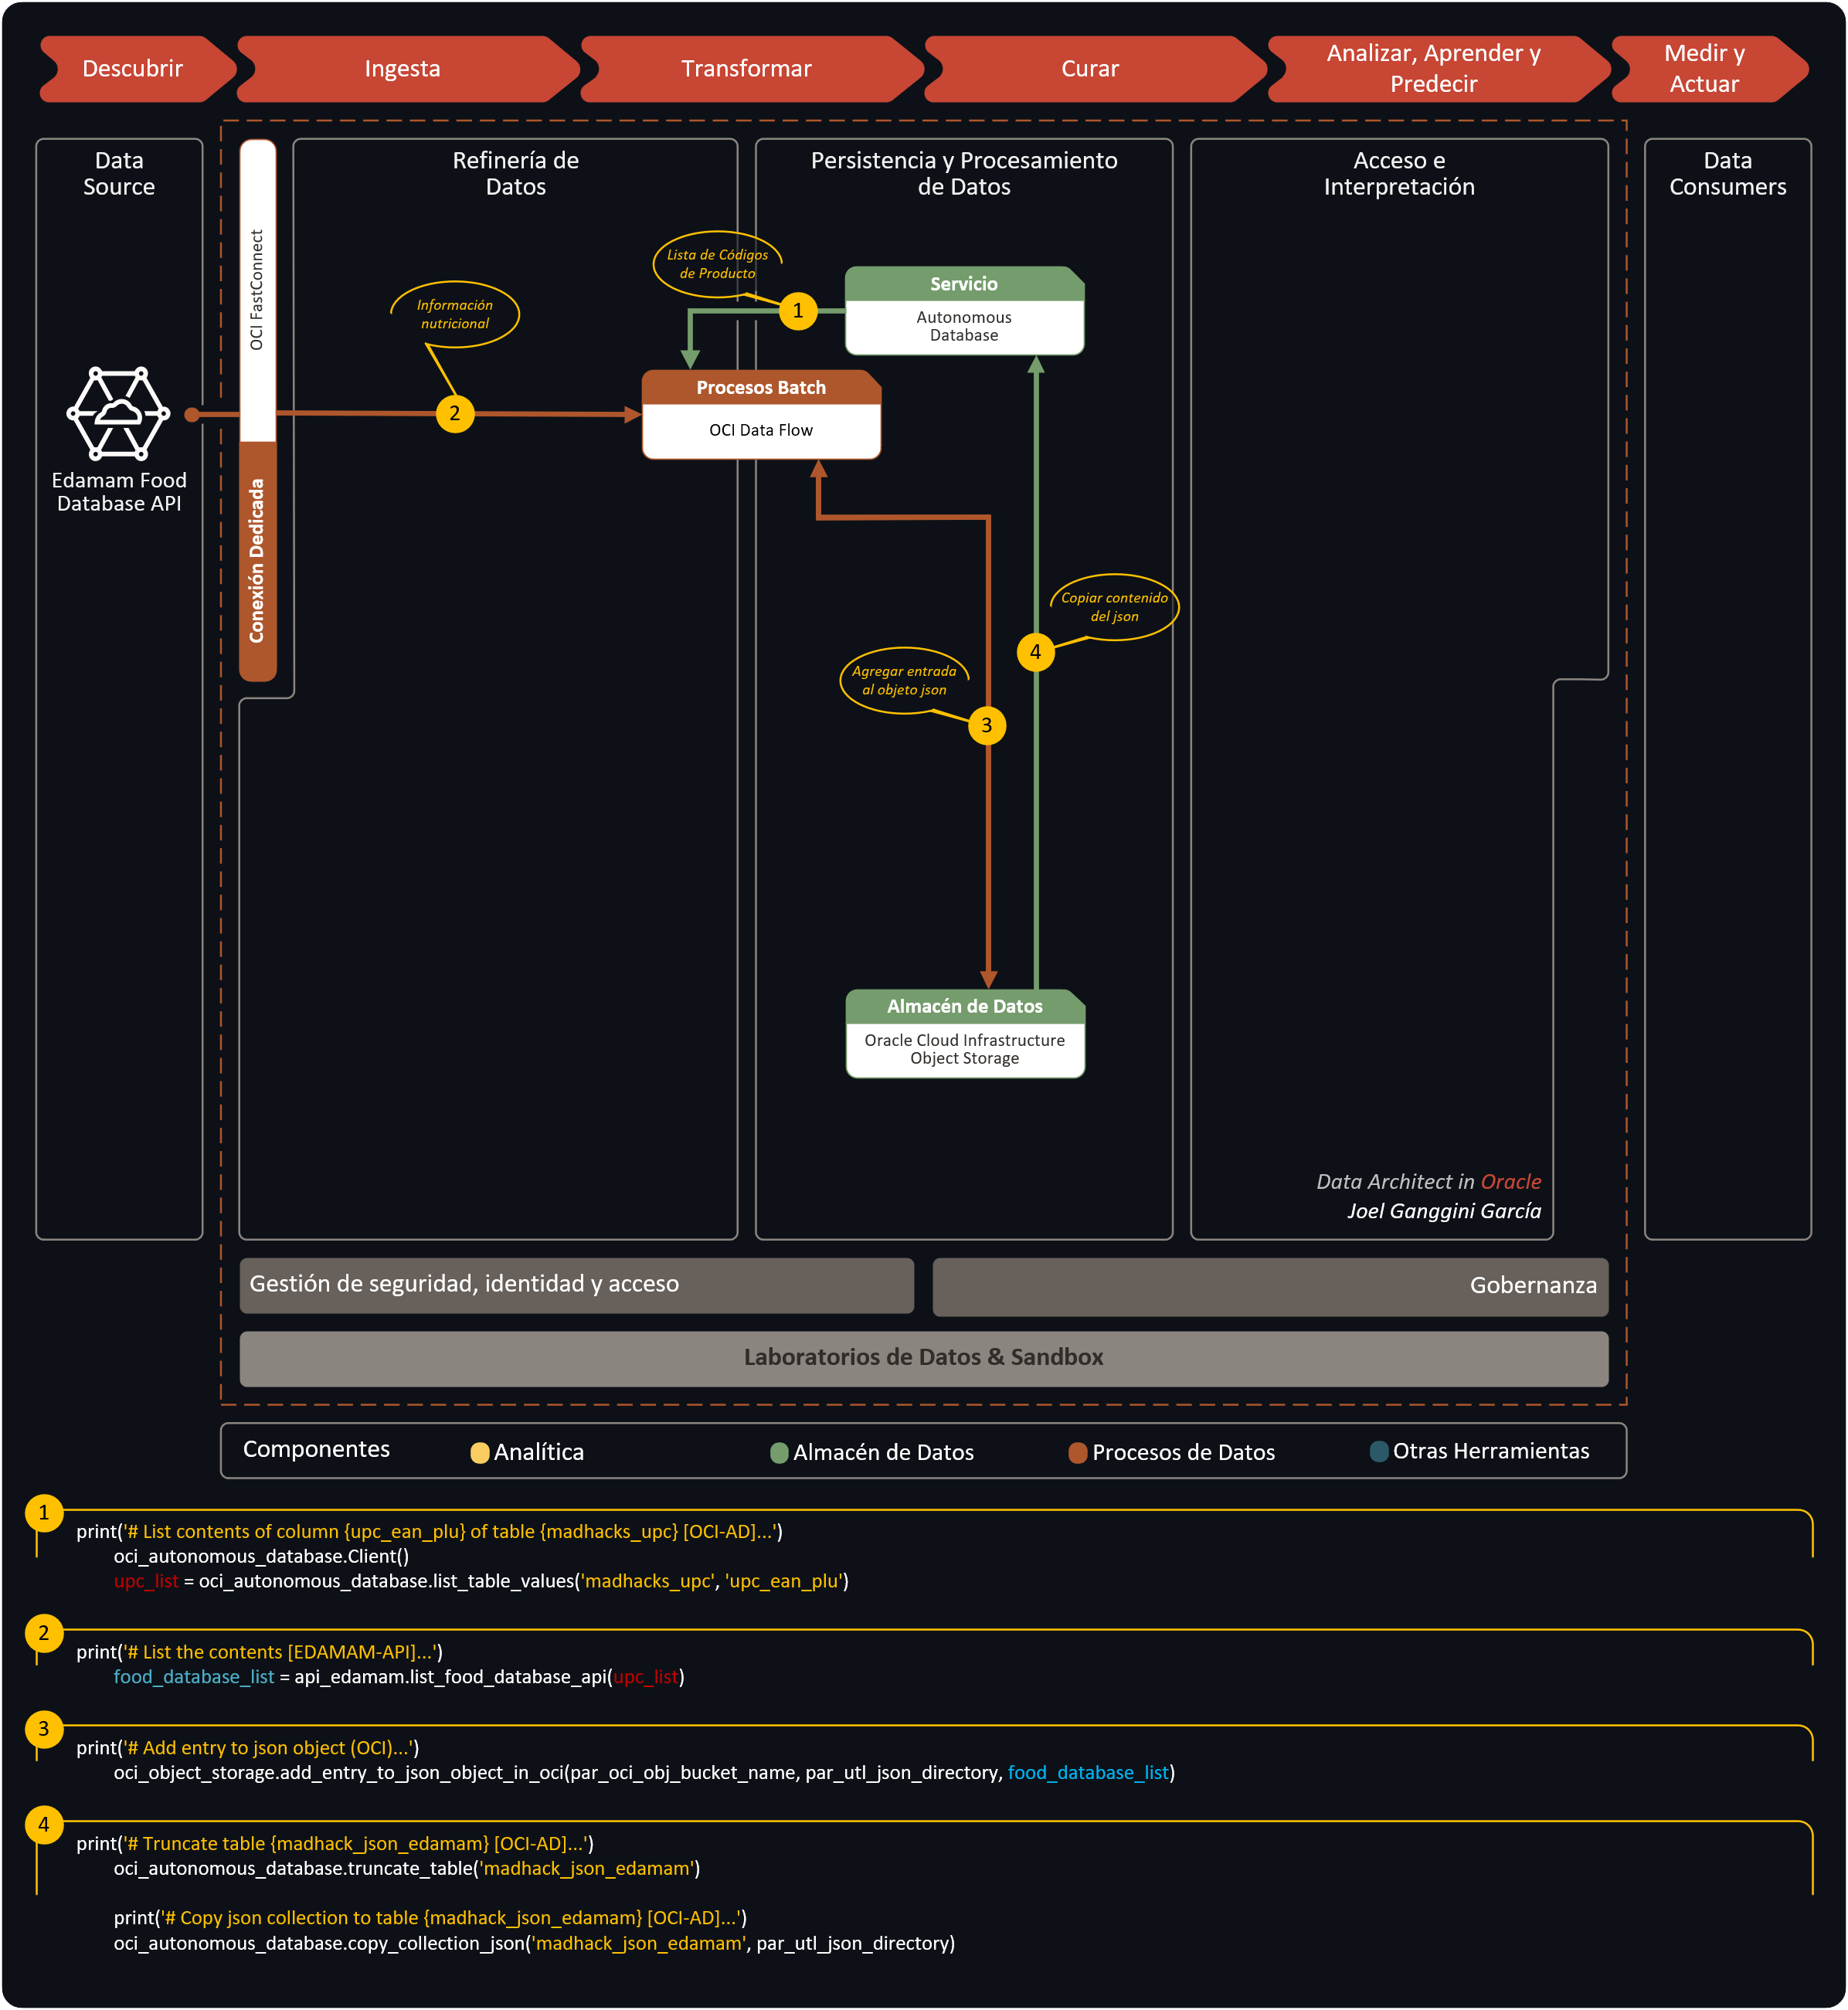 Descubrir
Ingesta
Transformar
Curar
Analizar, Aprender y
Predecir
Medir y
Actuar
Data
Source
Refinería de
Datos
Persistencia y Procesamiento
de Datos
Acceso e
Interpretación
Data
Consumers
OCI FastConnect
Conexión Dedicada
Edamam Food
Database API
Información
nutricional
2
Lista de Códigos
de Producto
1
Servicio
Autonomous
Database
Procesos Batch
OCI Data Flow
Copiar contenido
del json
4
Agregar entrada
al objeto json
3
Almacén de Datos
Oracle Cloud Infrastructure
Object Storage
Data Architect in Oracle
Joel Ganggini García
Gestión de seguridad, identidad y acceso
Gobernanza
Laboratorios de Datos & Sandbox
Componentes
Analítica
Almacén de Datos
Procesos de Datos
Otras Herramientas
1
print('# List contents of column {upc_ean_plu} of table {madhacks_upc} [OCI-AD]...')
oci_autonomous_database.Client()
upc_list = oci_autonomous_database.list_table_values('madhacks_upc', 'upc_ean_plu')
2
print('# List the contents [EDAMAM-API]...')
food_database_list = api_edamam.list_food_database_api(upc_list)
3
print('# Add entry to json object (OCI)...')
oci_object_storage.add_entry_to_json_object_in_oci(par_oci_obj_bucket_name, par_utl_json_directory, food_database_list)
4
print('# Truncate table {madhack_json_edamam} [OCI-AD]...')
oci_autonomous_database.truncate_table('madhack_json_edamam')
print('# Copy json collection to table {madhack_json_edamam} [OCI-AD]...')
oci_autonomous_database.copy_collection_json('madhack_json_edamam', par_utl_json_directory)